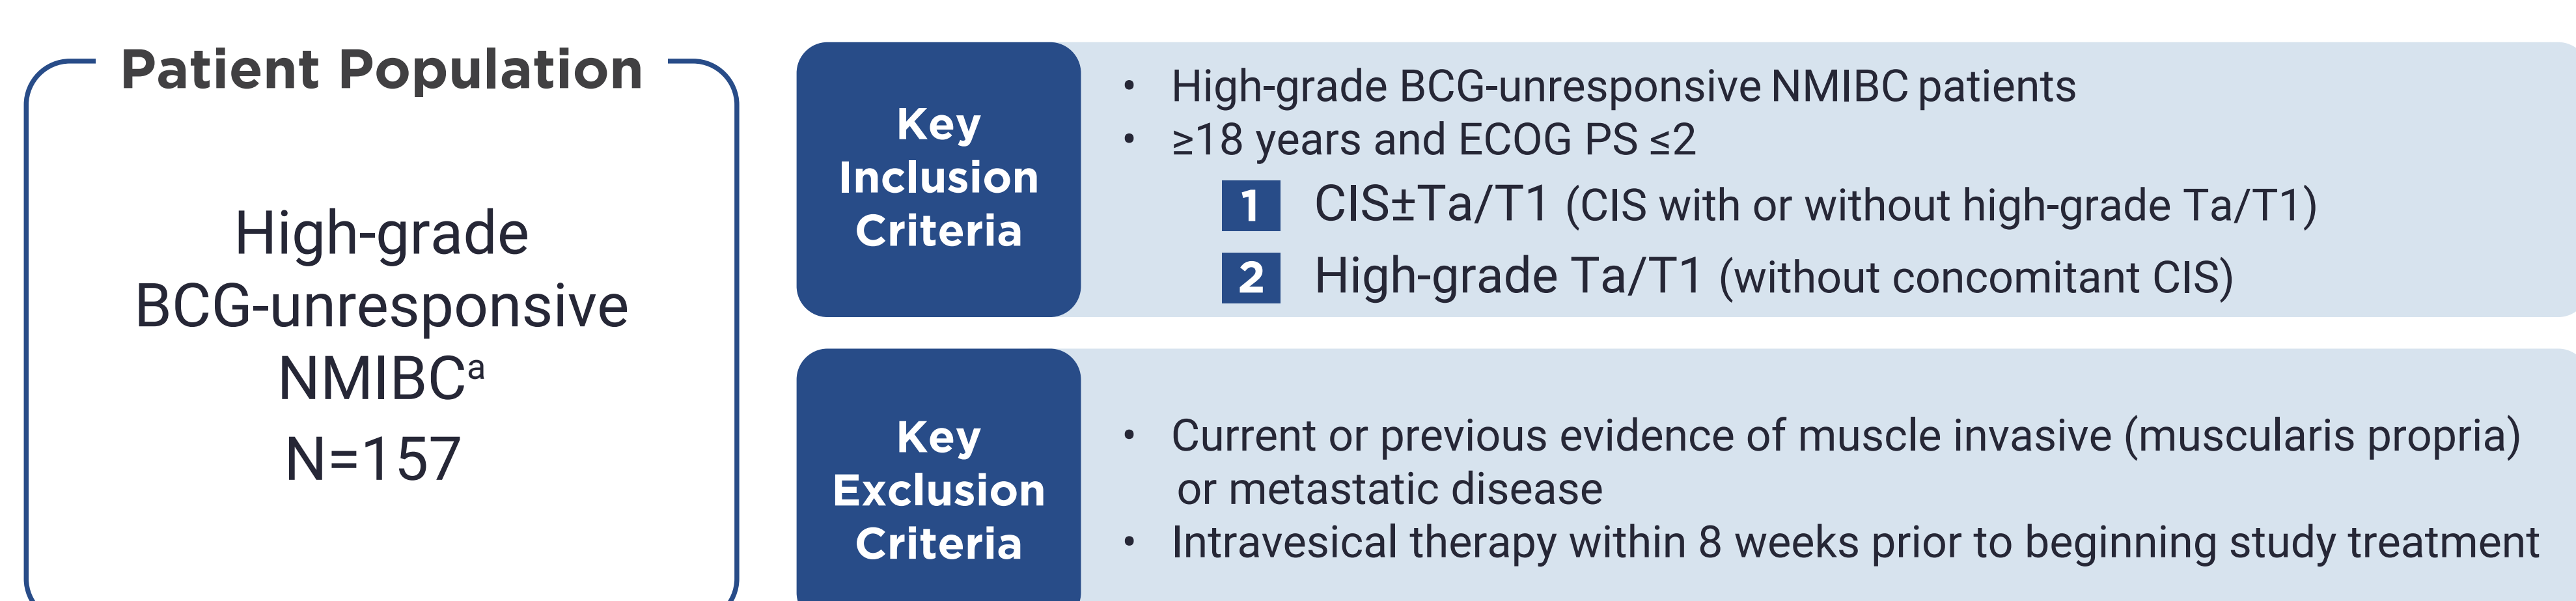 Patient Population
High-grade
BCG-unresponsive
NMIBCᵃ
N=157
Key
Inclusion
Criteria
• High-grade BCG-unresponsive NMIBC patients
• ≥18 years and ECOG PS ≤2
1 CIS±Ta/T1 (CIS with or without high-grade Ta/T1)
2 High-grade Ta/T1 (without concomitant CIS)
Key
Exclusion
Criteria
• Current or previous evidence of muscle invasive (muscularis propria)
or metastatic disease
• Intravesical therapy within 8 weeks prior to beginning study treatment